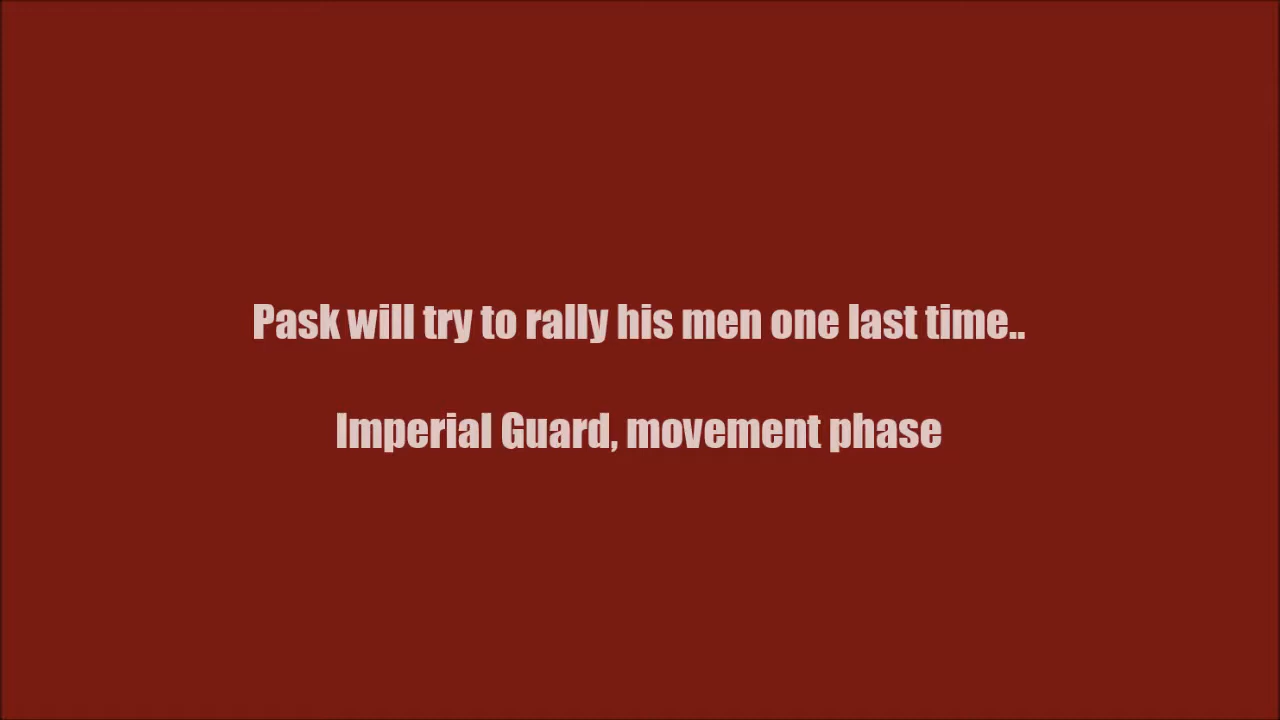 Pask will try to rally his men one last time..
Imperial Guard, movement phase